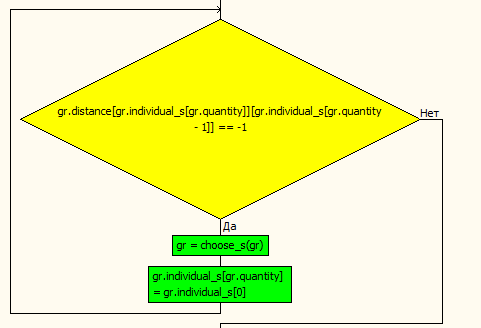 gr.distance[gr.individual_s[gr.quantity]][gr.individual_s[gr.quantity
- 1]] == -1
Нет
Да
gr = choose_s(gr)
gr.individual_s[gr.quantity]
= gr.individual_s[0]